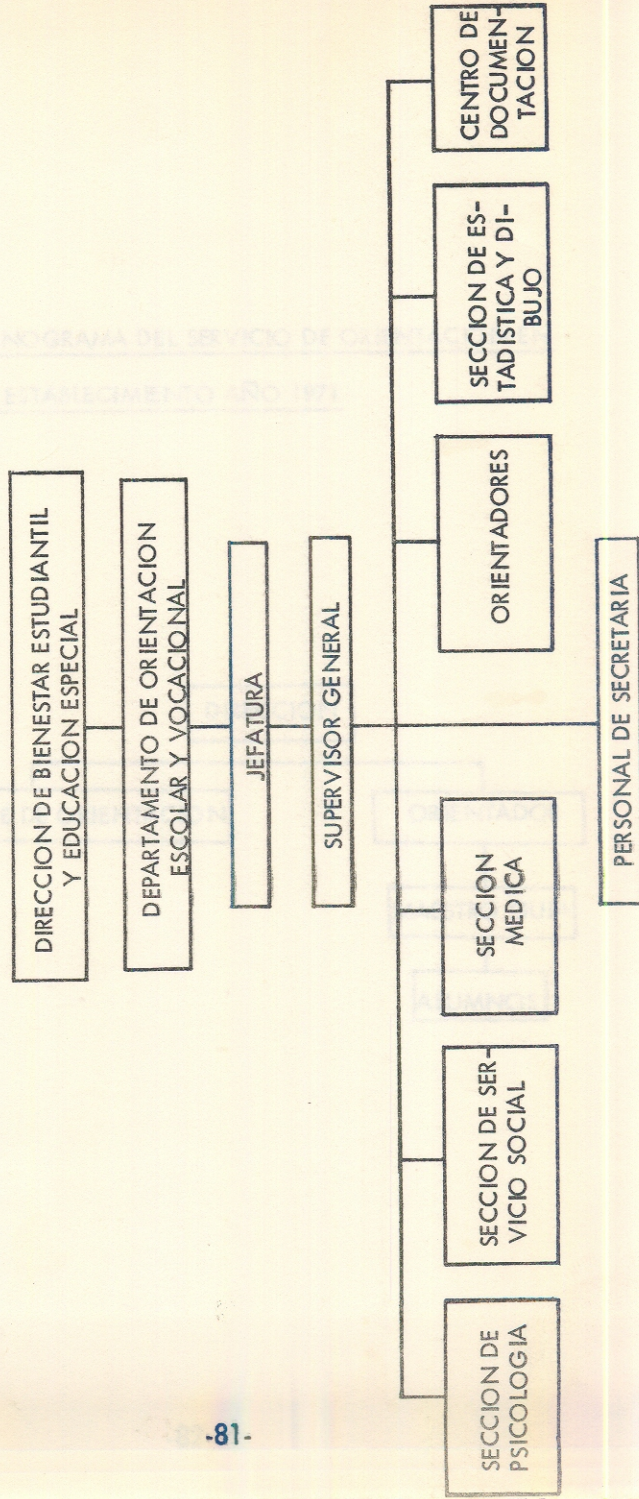 DIRECCION DE BIENESTAR ESTUDIANTIL
Y EDUCACION ESPECIAL
DEPARTAMENTO DE ORIENTACION
ESCOLAR Y VOCACIONAL
JEFATURA
SUPERVISOR GENERAL
SECCION DE
PSICOLOGIA
SECCION DE SER-
VICIO SOCIAL
SECCION
MEDICA
ORIENTADORES
SECCION DE ES-
TADISTICA Y DI-
BUJO
CENTRO DE
DOCUMEN-
TACION
PERSONAL DE SECRETARIA
-81-